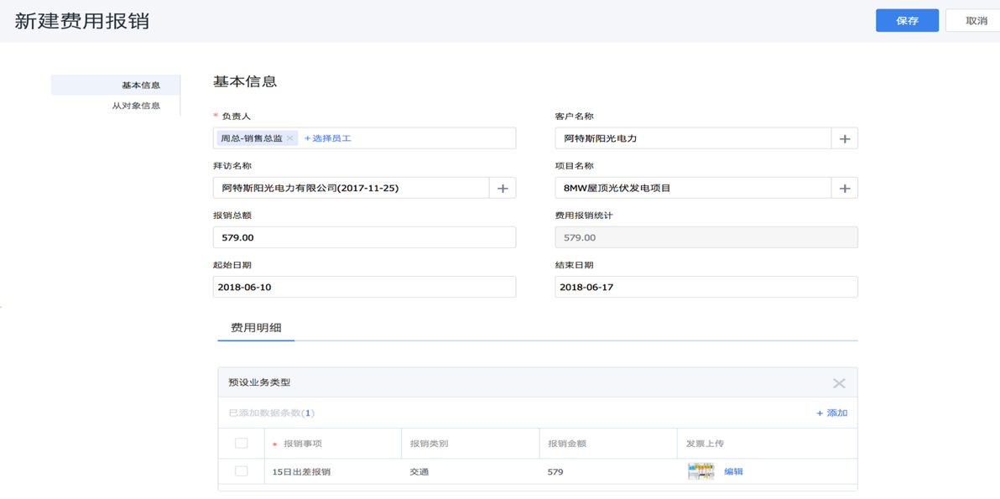 新建费用报销
保存
取消
基本信息
从对象信息
基本信息
* 负责人
客户名称
周总-销售总监 × +选择员工
阿特斯阳光电力 +
拜访名称
项目名称
阿特斯阳光电力有限公司(2017-11-25) +
8MW屋顶光伏发电项目 +
报销总额
费用报销统计
579.00
579.00
起始日期
结束日期
2018-06-10
2018-06-17
费用明细
预设业务类型
已添加数据条数(1)
+ 添加
* 报销事项 报销类别 报销金额 发票上传
15日出差报销 交通 579 编辑